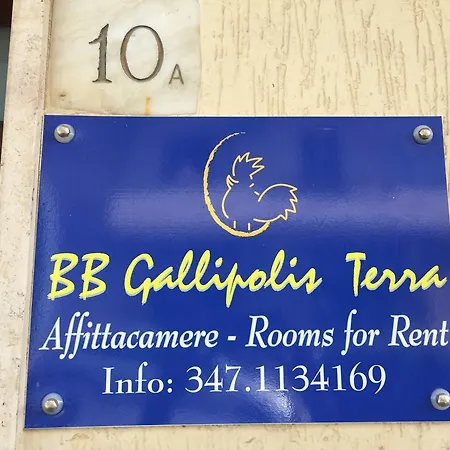 10A
BB Gallipolis Terra
Affittacamere - Rooms for Rent
Info: 347.1134169